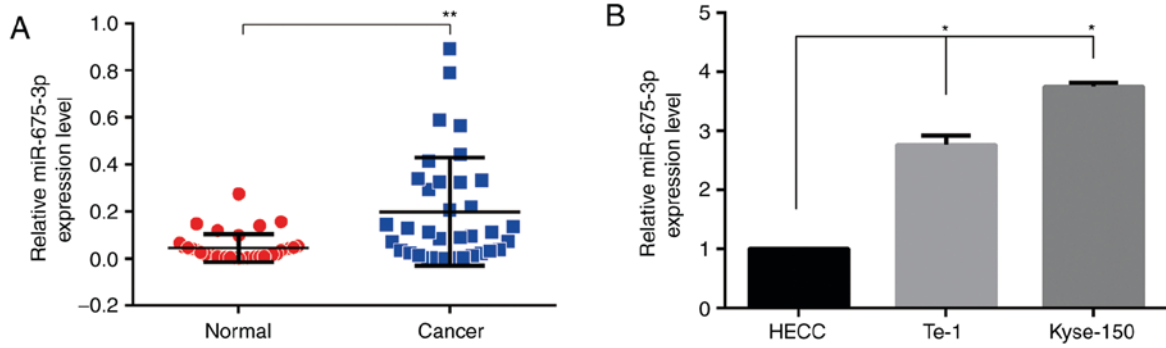 A
Relative miR-675-3p
expression level
1.0
0.8
0.6
0.4
0.2
0.0
−0.2
**
Normal
Cancer
B
Relative miR-675-3p
expression level
5
4
3
2
1
0
*
*
HECC
Te-1
Kyse-150